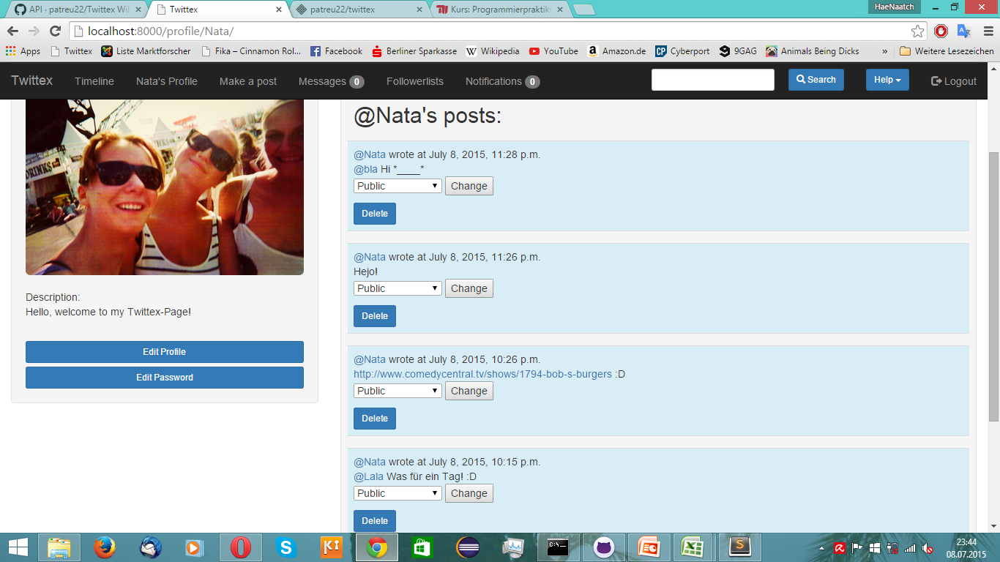 API · patreu22/Twittex Wik
Twittex
patreu22/twittex
Kurs: Programmierpraktik
HaeNaatch
localhost:8000/profile/Nata/
Apps
Twittex
Liste Marktforscher
Fika – Cinnamon Rol...
Facebook
Berliner Sparkasse
Wikipedia
YouTube
Amazon.de
Cyberport
9GAG
Animals Being Dicks
»
Weitere Lesezeichen
Twittex
Timeline
Nata's Profile
Make a post
Messages 0
Followerlists
Notifications 0
Search
Help
Logout
DRINKS
Description:
Hello, welcome to my Twittex-Page!
Edit Profile
Edit Password
@Nata's posts:
@Nata wrote at July 8, 2015, 11:28 p.m.
@bla Hi *____*
Public Change
Delete
@Nata wrote at July 8, 2015, 11:26 p.m.
Hejo!
Public Change
Delete
@Nata wrote at July 8, 2015, 10:26 p.m.
http://www.comedycentral.tv/shows/1794-bob-s-burgers :D
Public Change
Delete
@Nata wrote at July 8, 2015, 10:15 p.m.
@Lala Was für ein Tag! :D
Public Change
Delete
23:44
08.07.2015